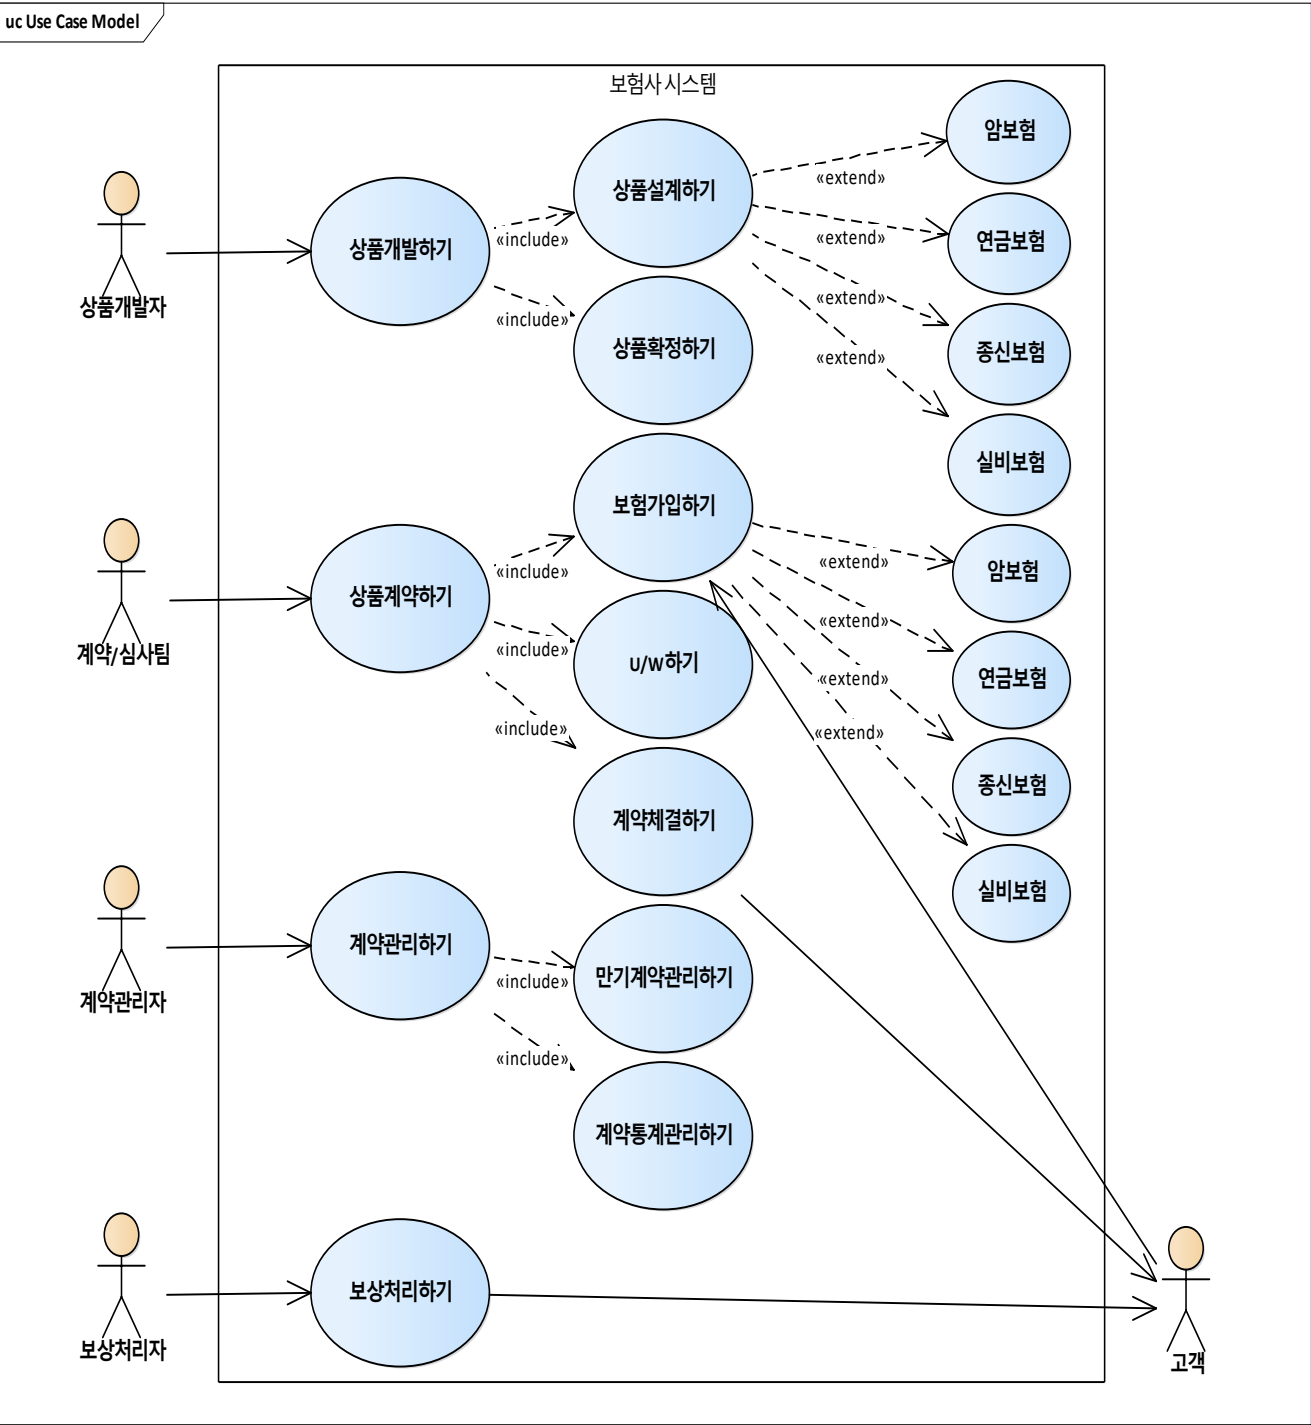 uc Use Case Model
보험사 시스템
상품개발자
상품개발하기
«include»
«include»
상품설계하기
상품확정하기
«extend»
«extend»
«extend»
«extend»
암보험
연금보험
종신보험
실비보험
계약/심사팀
상품계약하기
«include»
«include»
«include»
보험가입하기
U/W하기
계약체결하기
«extend»
«extend»
«extend»
«extend»
암보험
연금보험
종신보험
실비보험
계약관리자
계약관리하기
«include»
«include»
만기계약관리하기
계약통계관리하기
보상처리자
보상처리하기
고객